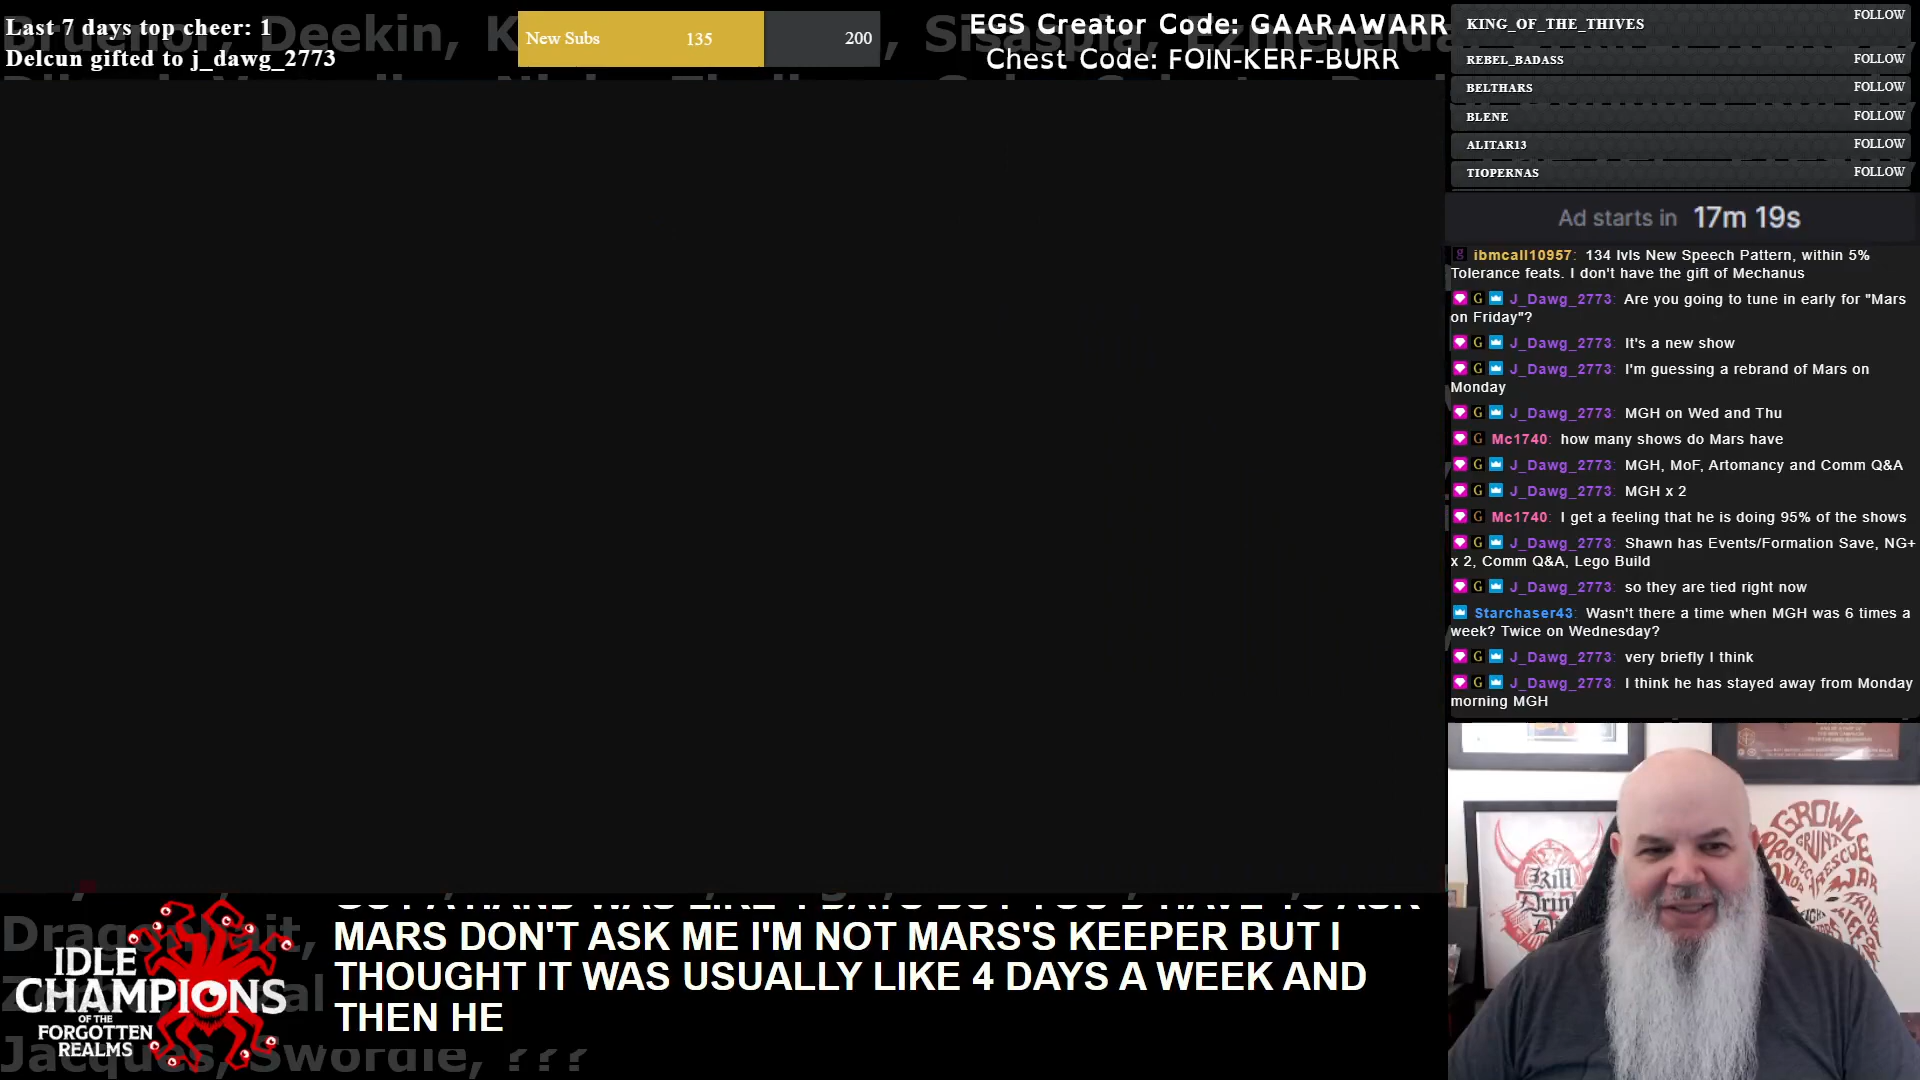 Last 7 days top cheer: 1
Delcun gifted to j_dawg_2773
New Subs 135 200
EGS Creator Code: GAARAWARR
Chest Code: FOIN-KERF-BURR
KING_OF_THE_THIVES FOLLOW
REBEL_BADASS FOLLOW
BELTHARS FOLLOW
BLENE FOLLOW
ALITAR13 FOLLOW
TIOPERNAS FOLLOW
Ad starts in 17m 19s
ibmcall10957: 134 lvls New Speech Pattern, within 5%
Tolerance feats. I don't have the gift of Mechanus
J_Dawg_2773: Are you going to tune in early for "Mars
on Friday"?
J_Dawg_2773: It's a new show
J_Dawg_2773: I'm guessing a rebrand of Mars on
Monday
J_Dawg_2773: MGH on Wed and Thu
Mc1740: how many shows do Mars have
J_Dawg_2773: MGH, MoF, Artomancy and Comm Q&A
J_Dawg_2773: MGH x 2
Mc1740: I get a feeling that he is doing 95% of the shows
J_Dawg_2773: Shawn has Events/Formation Save, NG+
x 2, Comm Q&A, Lego Build
J_Dawg_2773: so they are tied right now
Starchaser43: Wasn't there a time when MGH was 6 times a
week? Twice on Wednesday?
J_Dawg_2773: very briefly I think
J_Dawg_2773: I think he has stayed away from Monday
morning MGH
GROWL
GRUNT
Kill
Drink
IDLE
CHAMPIONS
OF THE
FORGOTTEN
REALMS
Jacques, Swordle, ???
MARS DON'T ASK ME I'M NOT MARS'S KEEPER BUT I
THOUGHT IT WAS USUALLY LIKE 4 DAYS A WEEK AND
THEN HE